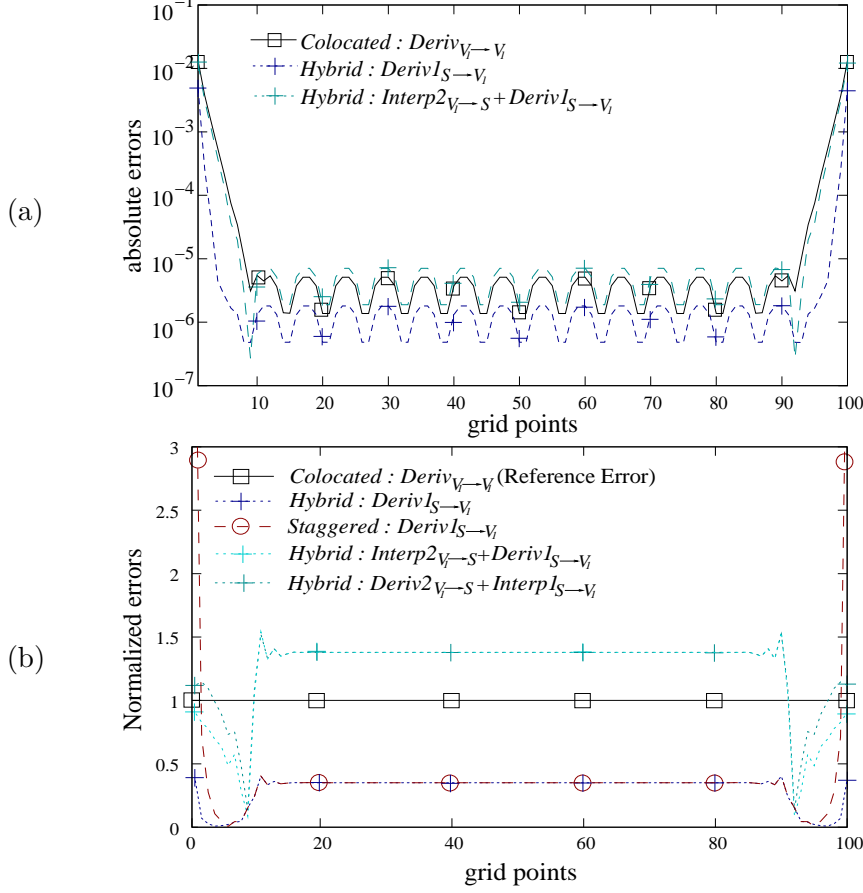 10⁻¹
10⁻²
10⁻³
10⁻⁴
10⁻⁵
10⁻⁶
10⁻⁷
absolute errors
(a)
Colocated : Deriv_{V_l→V_l}
Hybrid : Deriv1_{S→V_l}
Hybrid : Interp2_{V_l→S}+Deriv1_{S→V_l}
10 20 30 40 50 60 70 80 90 100
grid points
3
2.5
2
1.5
1
0.5
0
Normalized errors
(b)
Colocated : Deriv_{V_l→V_l} (Reference Error)
Hybrid : Deriv1_{S→V_l}
Staggered : Deriv1_{S→V_l}
Hybrid : Interp2_{V_l→S}+Deriv1_{S→V_l}
Hybrid : Deriv2_{V_l→S}+Interp1_{S→V_l}
0 20 40 60 80 100
grid points